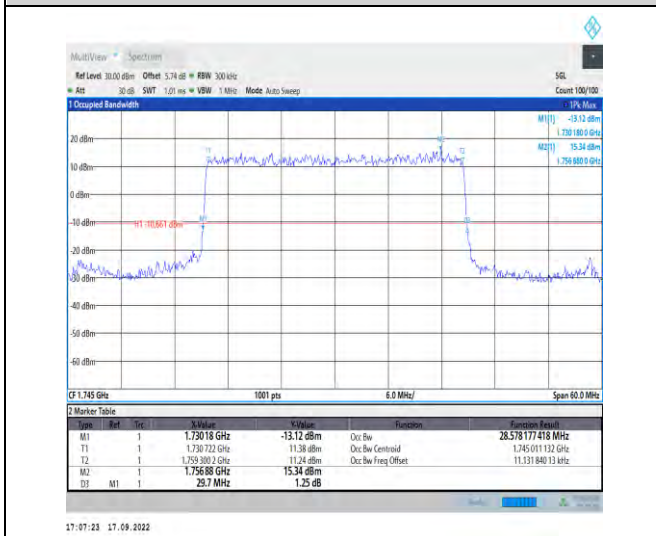 MultiView Spectrum
Ref Level 30.00 dBm Offset 5.74 dB RBW 300 kHz SGL
Att 30 dB SWT 1.01 ms VBW 1 MHz Mode Auto Sweep Count 100/100
1 Occupied Bandwidth 1Pk Max
M1[1] -13.12 dBm
1.730 180 0 GHz
M2[1] 15.34 dBm
1.756 880 0 GHz
20 dBm
10 dBm
0 dBm
-10 dBm
H1 -10.661 dBm
-20 dBm
-30 dBm
-40 dBm
-50 dBm
-60 dBm
CF 1.745 GHz 1001 pts 6.0 MHz/ Span 60.0 MHz
2 Marker Table
Type Ref Trc X-Value Y-Value Function Function Result
M1 1 1.73018 GHz -13.12 dBm Occ Bw 28.578177418 MHz
T1 1 1.730 722 GHz 11.38 dBm Occ Bw Centroid 1.745 011 132 GHz
T2 1 1.759 300 2 GHz 11.24 dBm Occ Bw Freq Offset 11.131 840 13 kHz
M2 1 1.75688 GHz 15.34 dBm
D3 M1 1 29.7 MHz 1.25 dB
17:07:23 17.09.2022